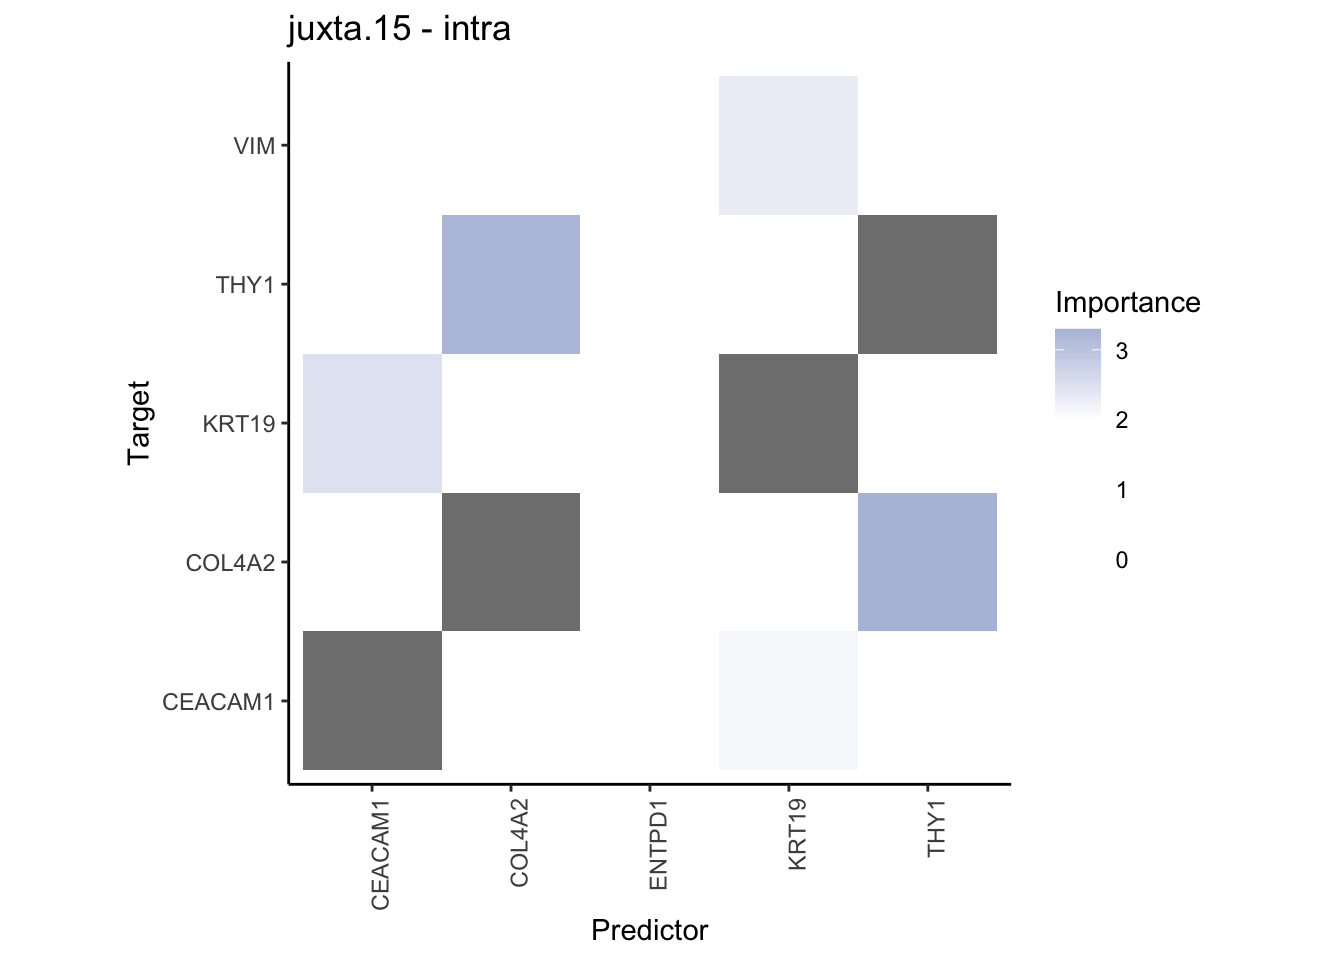 juxta.15 - intra
VIM
THY1
KRT19
COL4A2
CEACAM1
Target
CEACAM1
COL4A2
ENTPD1
KRT19
THY1
Predictor
Importance
3
2
1
0